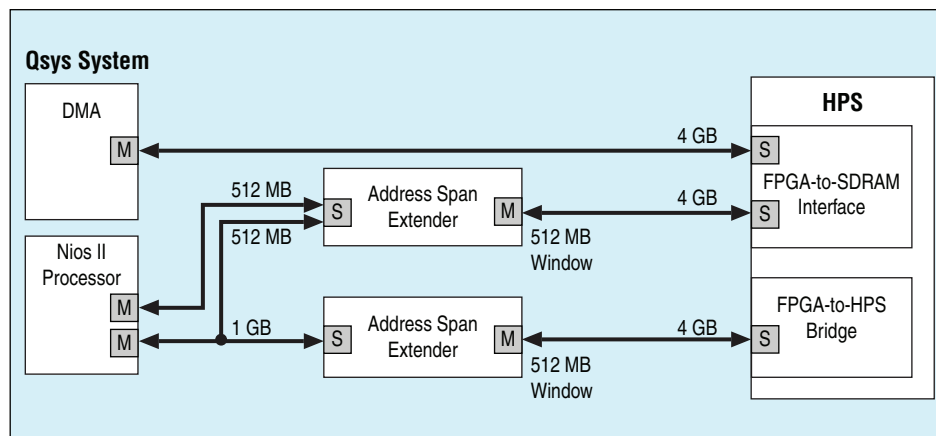 Qsys System
DMA
M
HPS
4 GB
S
FPGA-to-SDRAM
Interface
S
512 MB
512 MB
S
Address Span
Extender
M
4 GB
512 MB
Window
Nios II
Processor
M
M
1 GB
S
Address Span
Extender
M
4 GB
512 MB
Window
S
FPGA-to-HPS
Bridge